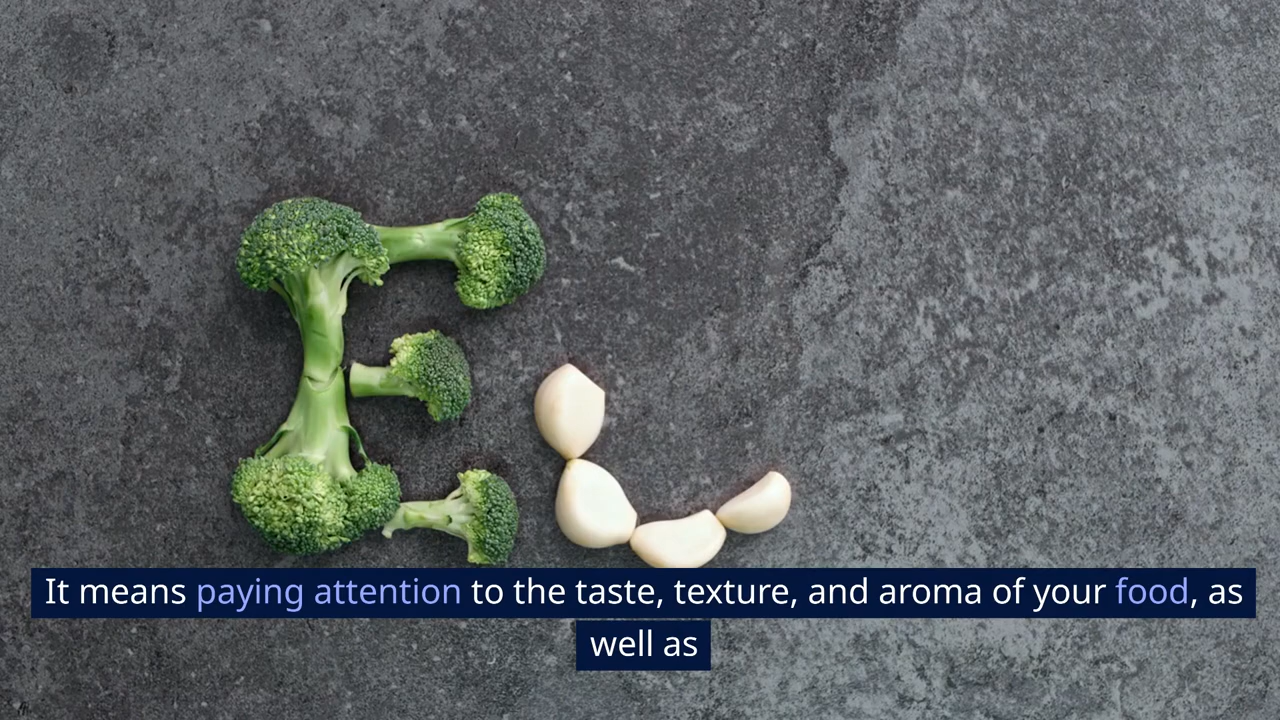 E
It means paying attention to the taste, texture, and aroma of your food, as
well as